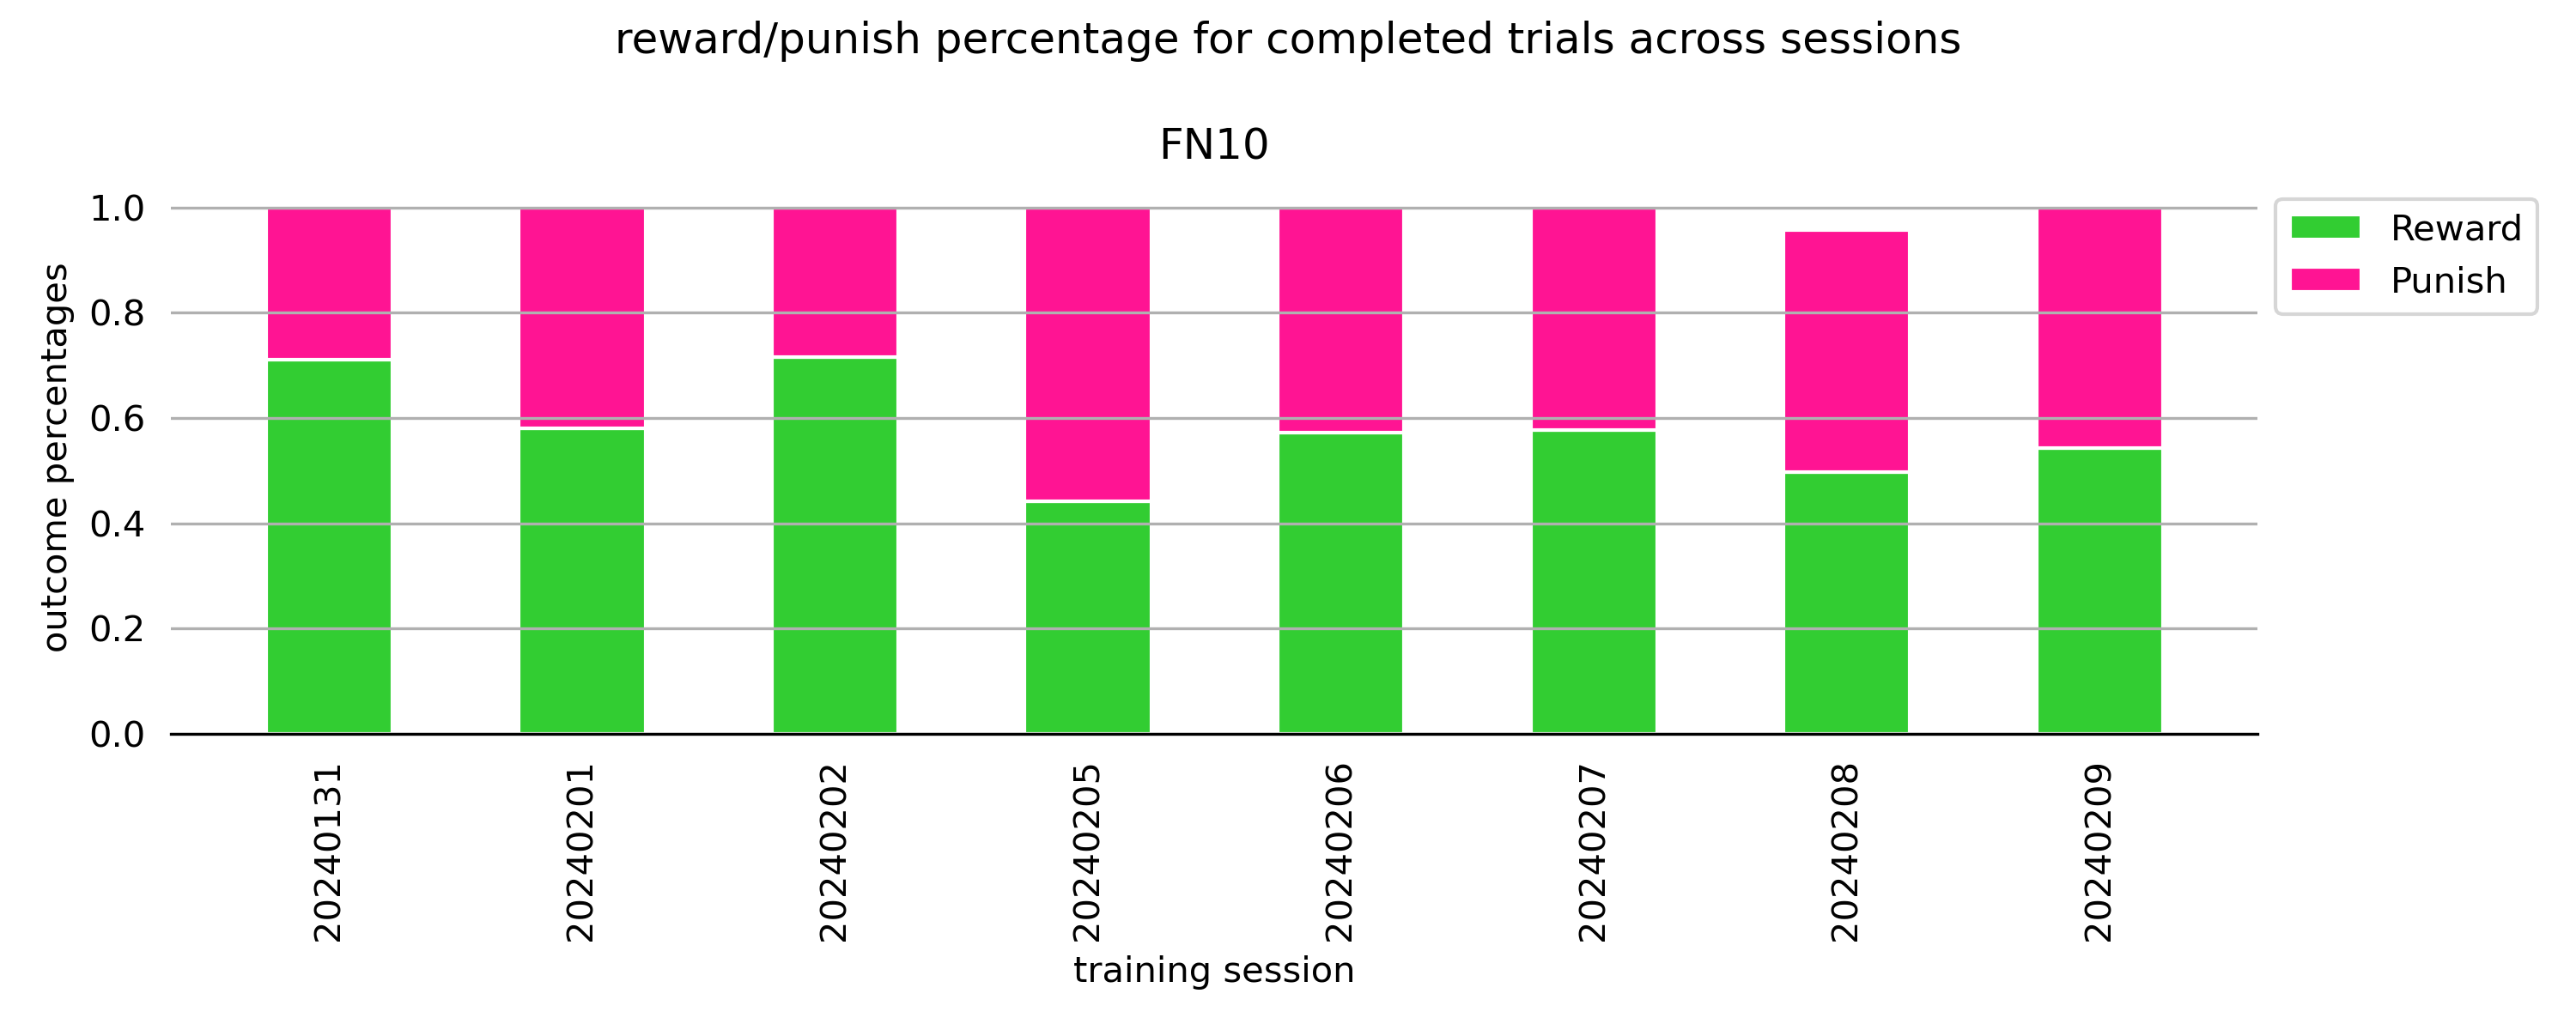 reward/punish percentage for completed trials across sessions
FN10
1.0
0.8
0.6
0.4
0.2
0.0
outcome percentages
Reward
Punish
20240131
20240201
20240202
20240205
20240206
20240207
20240208
20240209
training session